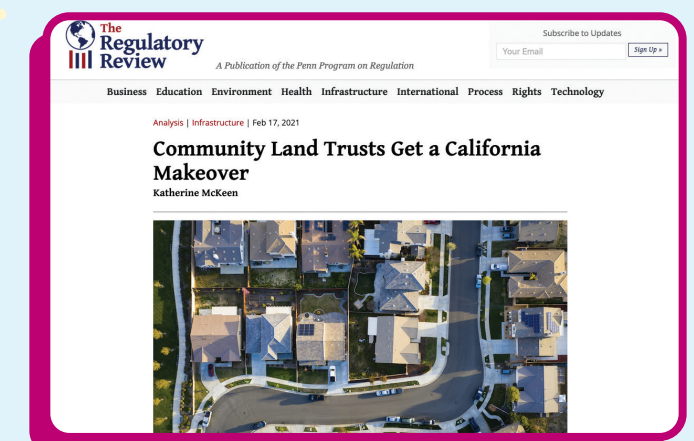 The
Regulatory
Review
A Publication of the Penn Program on Regulation
Subscribe to Updates
Your Email
Sign Up »
Business Education Environment Health Infrastructure International Process Rights Technology
Analysis | Infrastructure | Feb 17, 2021
Community Land Trusts Get a California
Makeover
Katherine McKeen